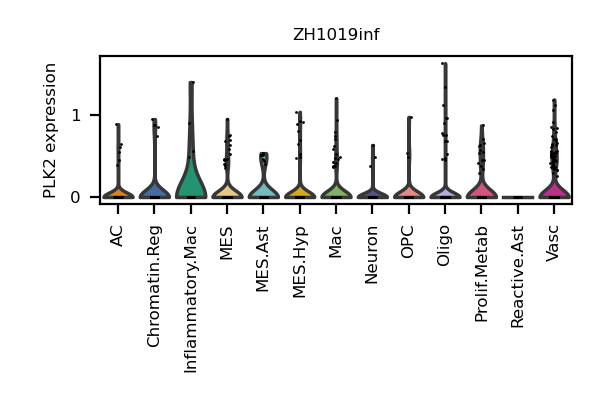 ZH1019inf
PLK2 expression
1
0
AC
Chromatin.Reg
Inflammatory.Mac
MES
MES.Ast
MES.Hyp
Mac
Neuron
OPC
Oligo
Prolif.Metab
Reactive.Ast
Vasc